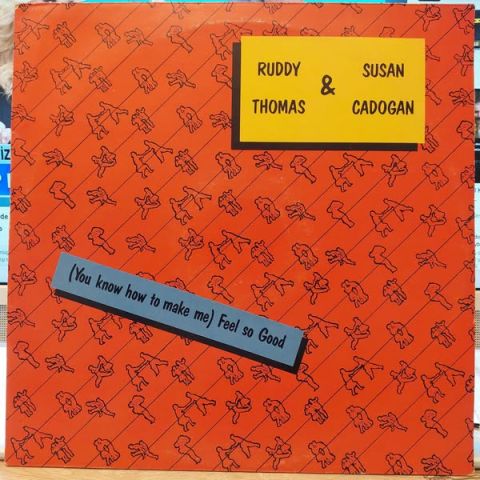 RUDDY & SUSAN
THOMAS CADOGAN
(You know how to make me) Feel so Good